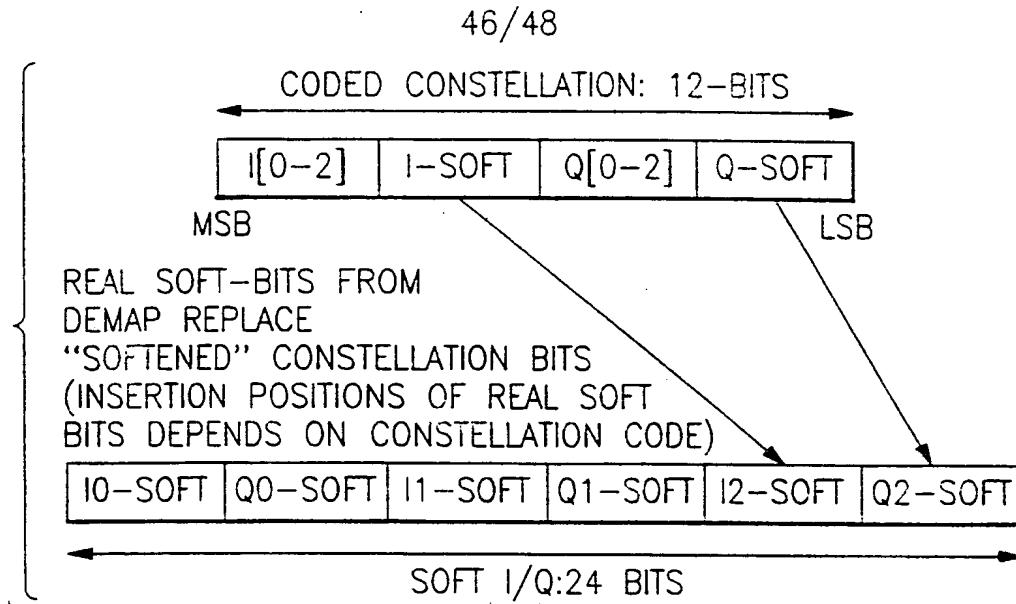 46/48
CODED CONSTELLATION: 12-BITS
I[0-2] I-SOFT Q[0-2] Q-SOFT
MSB LSB
REAL SOFT-BITS FROM
DEMAP REPLACE
“SOFTENED” CONSTELLATION BITS
(INSERTION POSITIONS OF REAL SOFT
BITS DEPENDS ON CONSTELLATION CODE)
I0-SOFT Q0-SOFT I1-SOFT Q1-SOFT I2-SOFT Q2-SOFT
SOFT I/Q:24 BITS